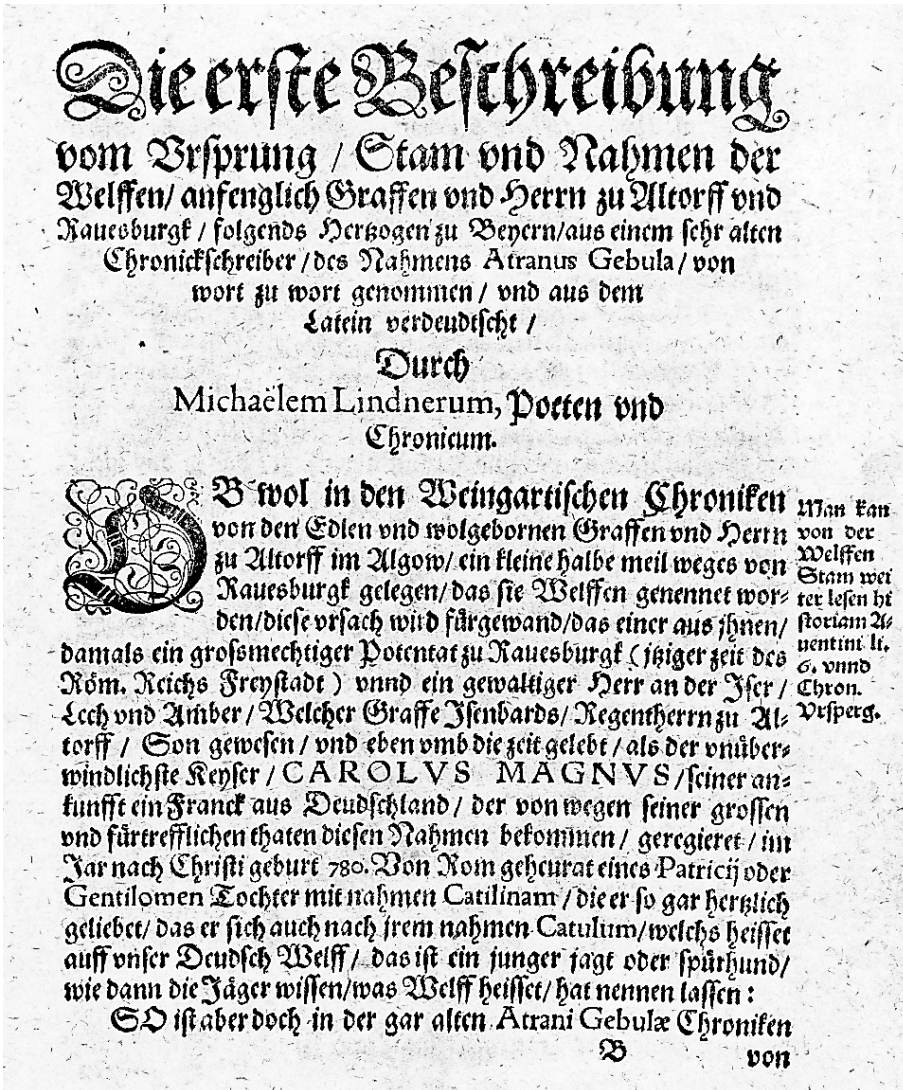 Die erste Beschreibung
vom Vrsprung / Stam vnd Nahmen der
Welffen / anfenglich Graffen vnd Herrn zu Altorff vnd
Rauesburgk / folgends Hertzogen zu Beyern / aus einem sehr alten
Chronickschreiber / des Nahmens Atranus Gebula / von
wort zu wort genommen / vnd aus dem
Latein verdeudtscht /
Durch
Michaëlem Lindnerum, Poeten vnd
Chronicum.
OB wol in den Weingartischen Chroniken
von den Edlen vnd wolgebornen Graffen vnd Herrn
zu Altorff im Algow / ein kleine halbe meil weges von
Rauesburgk gelegen / das sie Welffen genennet wor-
den / diese vrsach wird fürgewand / das einer aus jhnen /
damals ein grosmechtiger Potentat zu Rauesburgk (jtziger zeit des
Röm. Reichs Freystadt) vnnd ein gewaltiger Herr an der Iser /
Lech vnd Amber / Welcher Graffe Isenbards / Regentherrn zu Al-
torff / Son gewesen / vnd eben vmb die zeit gelebt / als der vnüber-
windlichste Keyser / CAROLVS MAGNVS / seiner an-
kunfft ein Franck aus Deudschland / der von wegen seiner grossen
vnd fürtrefflichen thaten diesen Nahmen bekommen / geregieret / im
Jar nach Christi geburt 780. Von Rom geheurat eines Patricij oder
Gentilomen Tochter mit nahmen Catilinam / die er so gar hertzlich
geliebet / das er sich auch nach jrem nahmen Catulum / welchs heisset
auff vnser Deudsch Welff / das ist ein junger jagt oder spürhund /
wie dann die Jäger wissen / was Welff heisset / hat nennen lassen :
SO ist aber doch in der gar alten Atrani Gebulæ Chroniken
B von
Man kan
von der
Welffen
Stam wei
ter lesen hi
storiam A-
uentini li.
6. vnnd
Chron.
Vrsperg.